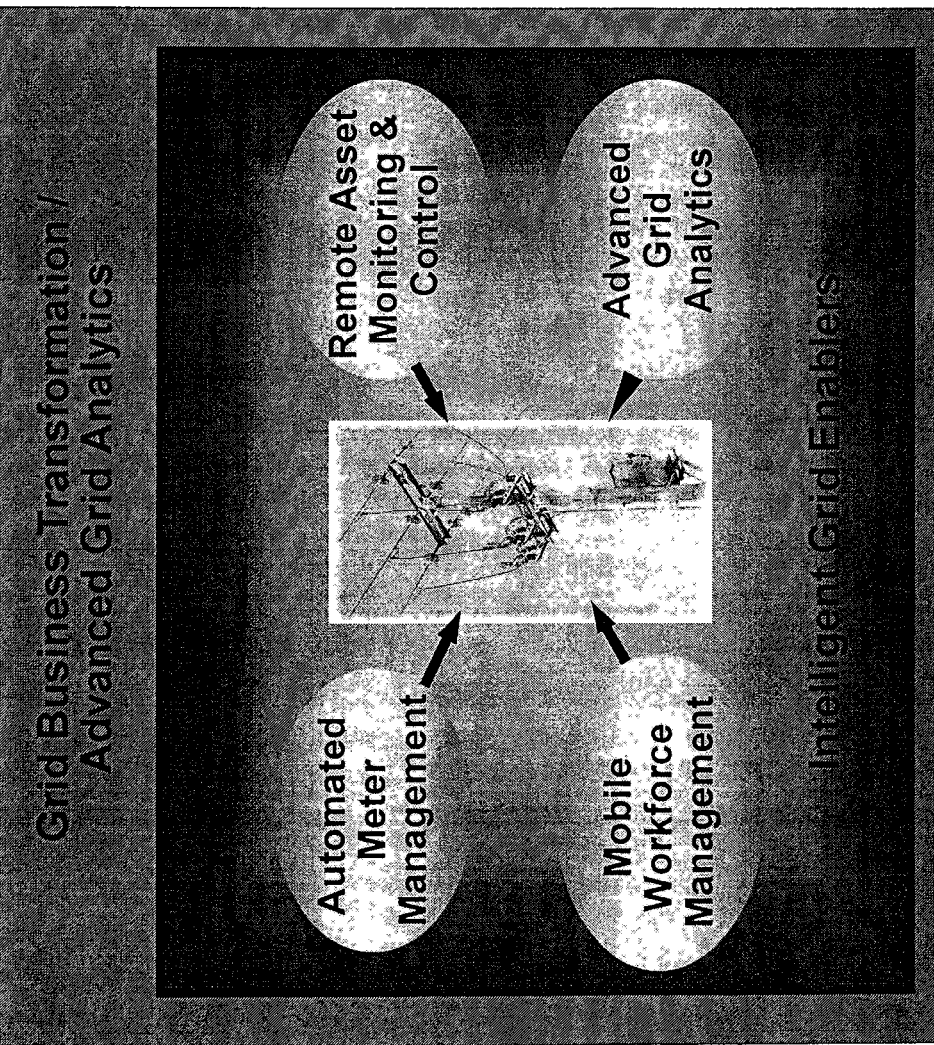 Grid Business Transformation /
Advanced Grid Analytics
Automated
Meter
Management
Remote Asset
Monitoring &
Control
Mobile
Workforce
Management
Advanced
Grid
Analytics
Intelligent Grid Enablers